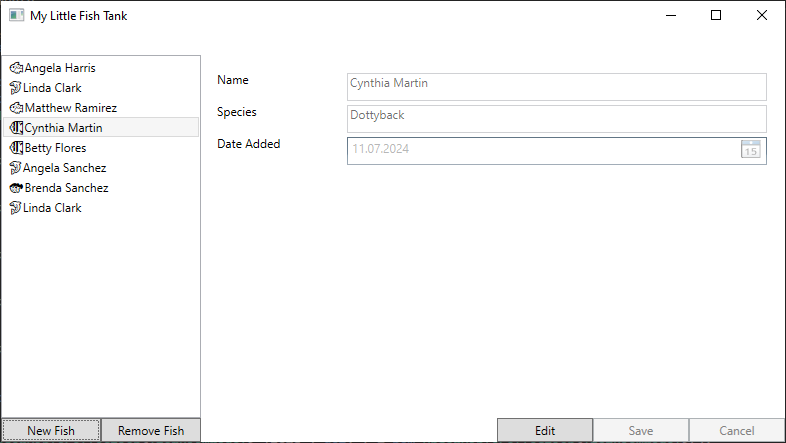 My Little Fish Tank
Angela Harris
Linda Clark
Matthew Ramirez
Cynthia Martin
Betty Flores
Angela Sanchez
Brenda Sanchez
Linda Clark
Name
Cynthia Martin
Species
Dottyback
Date Added
11.07.2024
15
New Fish
Remove Fish
Edit
Save
Cancel